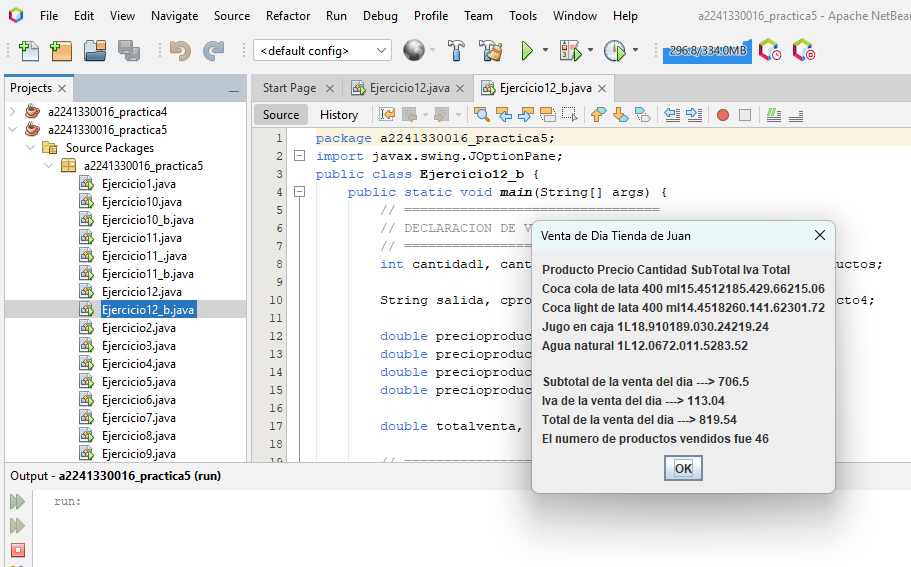 File Edit View Navigate Source Refactor Run Debug Profile Team Tools Window Help a2241330016_practica5 - Apache NetBea
<default config> 296.8/334.0MB
Projects Start Page Ejercicio12.java Ejercicio12_b.java
Source History
a2241330016_practica4
a2241330016_practica5
Source Packages
a2241330016_practica5
Ejercicio1.java
Ejercicio10.java
Ejercicio10_b.java
Ejercicio11.java
Ejercicio11_.java
Ejercicio11_b.java
Ejercicio12.java
Ejercicio12_b.java
Ejercicio2.java
Ejercicio3.java
Ejercicio4.java
Ejercicio5.java
Ejercicio6.java
Ejercicio7.java
Ejercicio8.java
Ejercicio9.java
1 package a2241330016_practica5;
2 import javax.swing.JOptionPane;
3 public class Ejercicio12_b {
4 public static void main(String[] args) {
5 // ================================
6 // DECLARACION DE V
7 // ================
8 int cantidad1, cant uctos;
9
10 String salida, cpro cto4;
11
12 double precioproduc
13 double precioproduc
14 double precioproduc
15 double precioproduc
16
17 double totalventa,
18
19 // ================
Venta de Dia Tienda de Juan
Producto Precio Cantidad SubTotal Iva Total
Coca cola de lata 400 ml15.4512185.429.66215.06
Coca light de lata 400 ml14.4518260.141.62301.72
Jugo en caja 1L18.910189.030.24219.24
Agua natural 1L12.0672.011.5283.52
Subtotal de la venta del dia ---> 706.5
Iva de la venta del dia ---> 113.04
Total de la venta del dia ---> 819.54
El numero de productos vendidos fue 46
OK
Output - a2241330016_practica5 (run)
run: